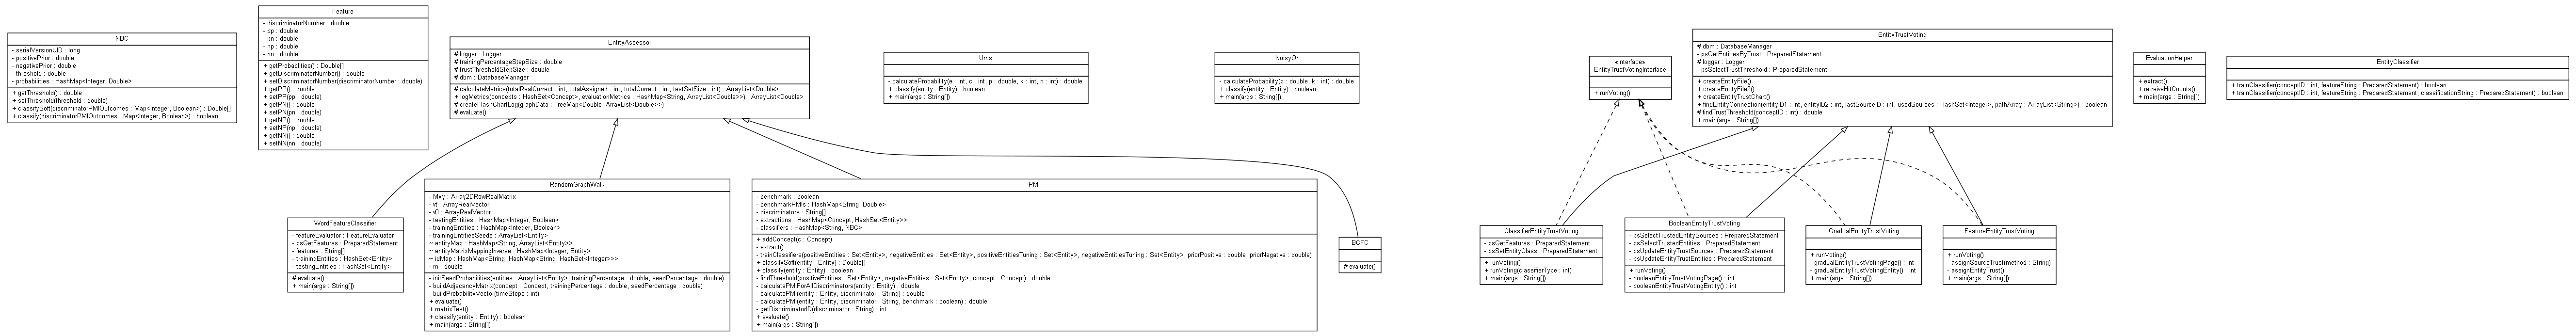 NBC
- serialVersionUID : long
- positivePrior : double
- negativePrior : double
- threshold : double
- probabilities : HashMap<Integer, Double>
+ getThreshold() : double
+ setThreshold(threshold : double)
+ classifySoft(discriminatorPMIOutcomes : Map<Integer, Boolean>) : Double[]
+ classify(discriminatorPMIOutcomes : Map<Integer, Boolean>) : boolean
Feature
- discriminatorNumber : double
- pp : double
- pn : double
- np : double
- nn : double
+ getProbablities() : Double[]
+ getDiscriminatorNumber() : double
+ setDiscriminatorNumber(discriminatorNumber : double)
+ getPP() : double
+ setPP(pp : double)
+ getPN() : double
+ setPN(pn : double)
+ getNP() : double
+ setNP(np : double)
+ getNN() : double
+ setNN(nn : double)
EntityAssessor
# logger : Logger
# trainingPercentageStepSize : double
# trustThresholdStepSize : double
# dbm : DatabaseManager
# calculateMetrics(totalRealCorrect : int, totalAssigned : int, totalCorrect : int, testSetSize : int) : ArrayList<Double>
+ logMetrics(concepts : HashSet<Concept>, evaluationMetrics : HashMap<String, ArrayList<Double>>) : ArrayList<Double>
# createFlashChartLog(graphData : TreeMap<Double, ArrayList<Double>>)
# evaluate()
Urns
- calculateProbability(e : int, c : int, p : double, k : int, n : int) : double
+ classify(entity : Entity) : boolean
+ main(args : String[])
NoisyOr
- calculateProbability(p : double, k : int) : double
+ classify(entity : Entity) : boolean
+ main(args : String[])
«interface»
EntityTrustVotingInterface
+ runVoting()
EntityTrustVoting
# dbm : DatabaseManager
- psGetEntitiesByTrust : PreparedStatement
# logger : Logger
- psSelectTrustThreshold : PreparedStatement
+ createEntityFile()
+ createEntityFile2()
+ createEntityTrustChart()
- findEntityConnection(entityID1 : int, entityID2 : int, lastSourceID : int, usedSources : HashSet<Integer>, pathArray : ArrayList<String>) : boolean
# findTrustThreshold(conceptID : int) : double
+ main(args : String[])
EvaluationHelper
+ extract()
+ retreiveHitCounts()
+ main(args : String[])
EntityClassifier
+ trainClassifier(conceptID : int, featureString : PreparedStatement) : boolean
+ trainClassifier(conceptID : int, featureString : PreparedStatement, classificationString : PreparedStatement) : boolean
WordFeatureClassifier
- featureEvaluator : FeatureEvaluator
- psGetFeatures : PreparedStatement
- features : String[]
- trainingEntities : HashSet<Entity>
- testingEntities : HashSet<Entity>
# evaluate()
+ main(args : String[])
RandomGraphWalk
- Mxy : Array2DRowRealMatrix
- vt : ArrayRealVector
- v0 : ArrayRealVector
- testingEntities : HashMap<Integer, Boolean>
- trainingEntities : HashMap<Integer, Boolean>
- trainingEntitiesSeeds : ArrayList<Entity>
~ entityMap : HashMap<String, ArrayList<Entity>>
~ entityMatrixMappingInverse : HashMap<Integer, Entity>
~ idMap : HashMap<String, HashMap<String, HashSet<Integer>>>
- m : double
- initSeedProbabilities(entities : ArrayList<Entity>, trainingPercentage : double, seedPercentage : double)
- buildAdjacencyMatrix(concept : Concept, trainingPercentage : double, seedPercentage : double)
- buildProbabilityVector(timeSteps : int)
+ evaluate()
+ matrixTest()
+ classify(entity : Entity) : boolean
+ main(args : String[])
PMI
- benchmark : boolean
- benchmarkPMIs : HashMap<String, Double>
- discriminators : String[]
- extractions : HashMap<Concept, HashSet<Entity>>
- classifiers : HashMap<String, NBC>
+ addConcept(c : Concept)
- extract()
- trainClassifiers(positiveEntities : Set<Entity>, negativeEntities : Set<Entity>, positiveEntitiesTuning : Set<Entity>, negativeEntitiesTuning : Set<Entity>, priorPositive : double, priorNegative : double)
+ classifySoft(entity : Entity) : Double[]
+ classify(entity : Entity) : boolean
- findThreshold(positiveEntities : Set<Entity>, negativeEntities : Set<Entity>, concept : Concept) : double
- calculatePMIForAllDiscriminators(entity : Entity) : double
- calculatePMI(entity : Entity, discriminator : String) : double
- calculatePMI(entity : Entity, discriminator : String, benchmark : boolean) : double
- getDiscriminatorID(discriminator : String) : int
+ evaluate()
+ main(args : String[])
BCFC
# evaluate()
ClassifierEntityTrustVoting
- psGetFeatures : PreparedStatement
- psSetEntityClass : PreparedStatement
+ runVoting()
+ runVoting(classifierType : int)
+ main(args : String[])
BooleanEntityTrustVoting
- psSelectTrustedEntitySources : PreparedStatement
- psSelectTrustedEntities : PreparedStatement
- psUpdateEntityTrustSources : PreparedStatement
- psUpdateEntityTrustEntities : PreparedStatement
+ runVoting()
- booleanEntityTrustVotingPage() : int
- booleanEntityTrustVotingEntity() : int
GradualEntityTrustVoting
+ runVoting()
- gradualEntityTrustVotingPage() : int
- gradualEntityTrustVotingEntity() : int
+ main(args : String[])
FeatureEntityTrustVoting
+ runVoting()
- assignSourceTrust(method : String)
- assignEntityTrust()
+ main(args : String[])